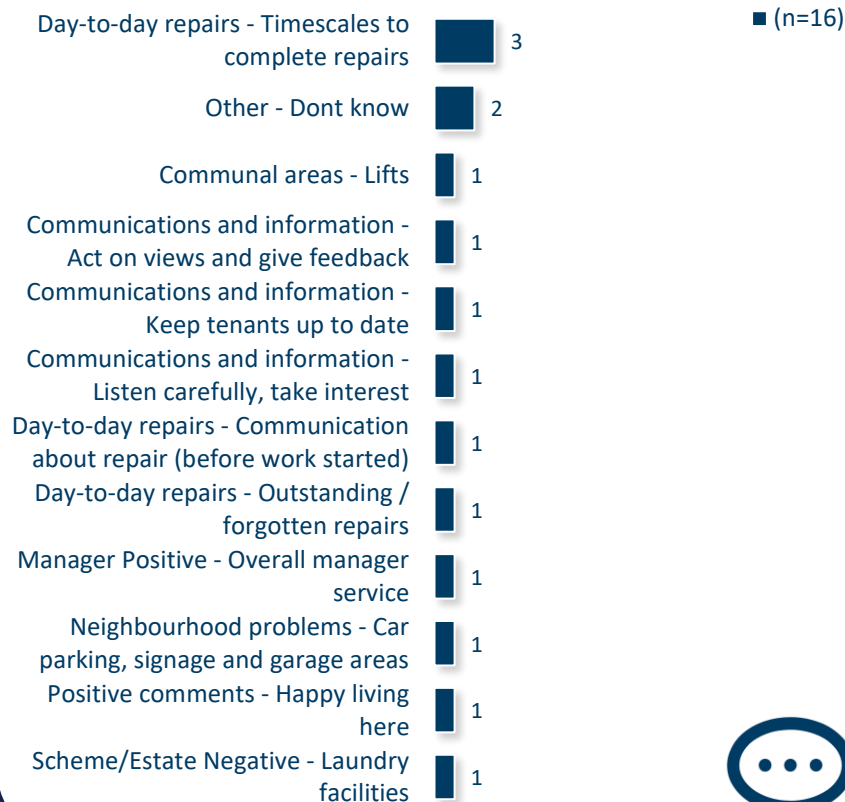 (n=16)
Day-to-day repairs - Timescales to
complete repairs
3
Other - Dont know
2
Communal areas - Lifts
1
Communications and information -
Act on views and give feedback
1
Communications and information -
Keep tenants up to date
1
Communications and information -
Listen carefully, take interest
1
Day-to-day repairs - Communication
about repair (before work started)
1
Day-to-day repairs - Outstanding /
forgotten repairs
1
Manager Positive - Overall manager
service
1
Neighbourhood problems - Car
parking, signage and garage areas
1
Positive comments - Happy living
here
1
Scheme/Estate Negative - Laundry
facilities
1